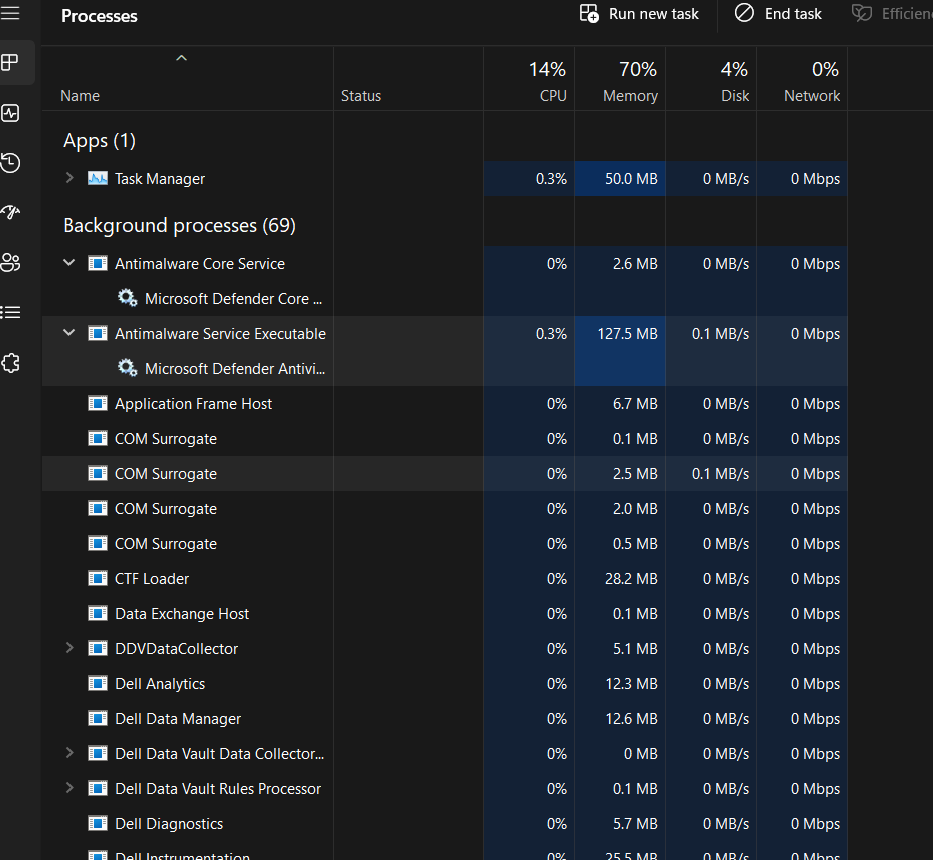 Processes Run new task End task Efficien
14% 70% 4% 0%
Name Status CPU Memory Disk Network
Apps (1)
Task Manager 0.3% 50.0 MB 0 MB/s 0 Mbps
Background processes (69)
Antimalware Core Service 0% 2.6 MB 0 MB/s 0 Mbps
Microsoft Defender Core ...
Antimalware Service Executable 0.3% 127.5 MB 0.1 MB/s 0 Mbps
Microsoft Defender Antivi...
Application Frame Host 0% 6.7 MB 0 MB/s 0 Mbps
COM Surrogate 0% 0.1 MB 0 MB/s 0 Mbps
COM Surrogate 0% 2.5 MB 0.1 MB/s 0 Mbps
COM Surrogate 0% 2.0 MB 0 MB/s 0 Mbps
COM Surrogate 0% 0.5 MB 0 MB/s 0 Mbps
CTF Loader 0% 28.2 MB 0 MB/s 0 Mbps
Data Exchange Host 0% 0.1 MB 0 MB/s 0 Mbps
DDVDataCollector 0% 5.1 MB 0 MB/s 0 Mbps
Dell Analytics 0% 12.3 MB 0 MB/s 0 Mbps
Dell Data Manager 0% 12.6 MB 0 MB/s 0 Mbps
Dell Data Vault Data Collector... 0% 0 MB 0 MB/s 0 Mbps
Dell Data Vault Rules Processor 0% 0.1 MB 0 MB/s 0 Mbps
Dell Diagnostics 0% 5.7 MB 0 MB/s 0 Mbps
Dell Instrumentation 0% 25.5 MB 0 MB/s 0 Mbps